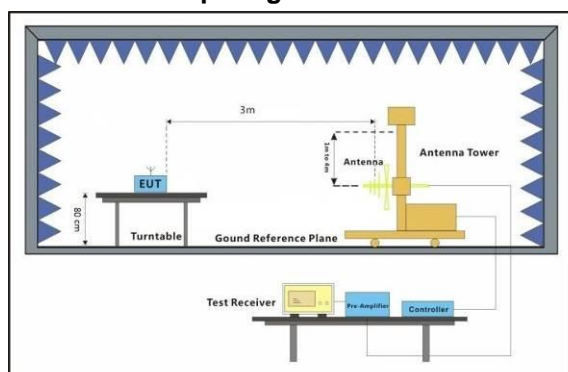 3m
1m to 4m
Antenna
Antenna Tower
EUT
80 cm
Turntable
Gound Reference Plane
Test Receiver
Pre-Amplifier
Controller